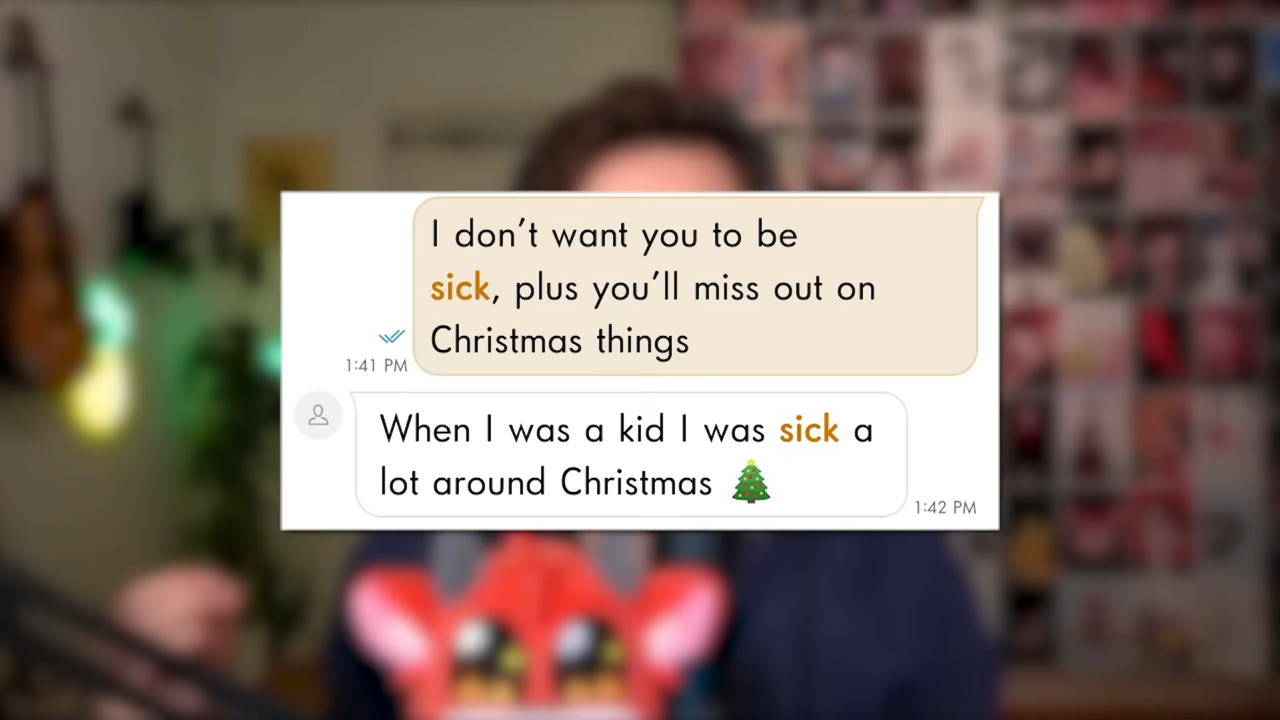 I don’t want you to be
sick, plus you’ll miss out on
Christmas things
1:41 PM
When I was a kid I was sick a
lot around Christmas 🎄
1:42 PM